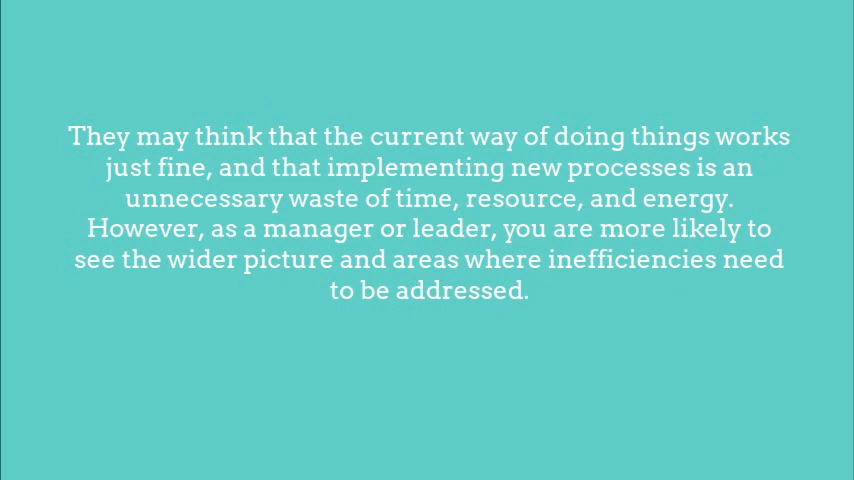 They may think that the current way of doing things works
just fine, and that implementing new processes is an
unnecessary waste of time, resource, and energy.
However, as a manager or leader, you are more likely to
see the wider picture and areas where inefficiencies need
to be addressed.